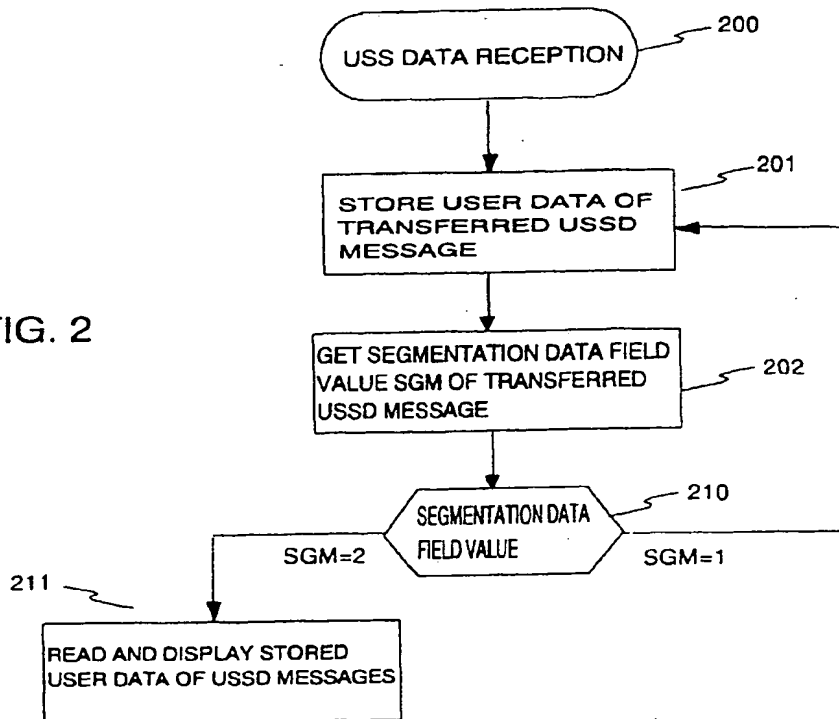 USS DATA RECEPTION
200
STORE USER DATA OF
TRANSFERRED USSD
MESSAGE
201
FIG. 2
GET SEGMENTATION DATA FIELD
VALUE SGM OF TRANSFERRED
USSD MESSAGE
202
SEGMENTATION DATA
FIELD VALUE
210
SGM=2
SGM=1
211
READ AND DISPLAY STORED
USER DATA OF USSD MESSAGES